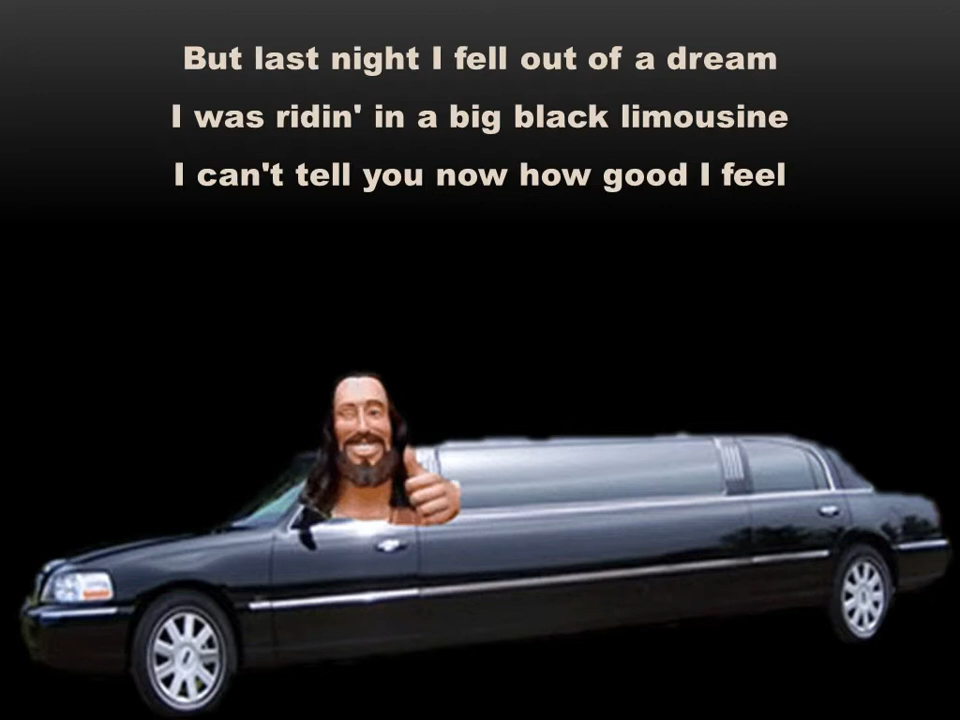 But last night I fell out of a dream
I was ridin' in a big black limousine
I can't tell you now how good I feel